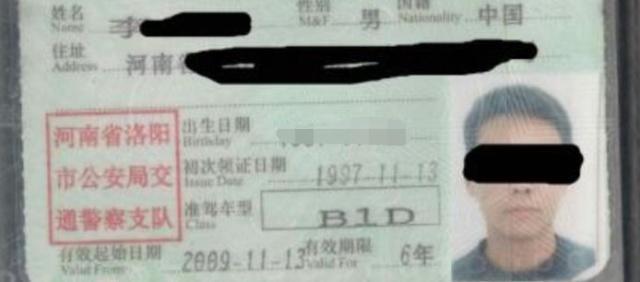 姓名 李 性别 男 国籍 中国
Name M&F Nationality
住址 河南省
Address
河南省洛阳
市公安局交
通警察支队
出生日期
Birthday
初次领证日期 1997-11-13
Issue Date
准驾车型 B1D
Class
有效起始日期 2009-11-13 有效期限 6年
Valid From Valid For